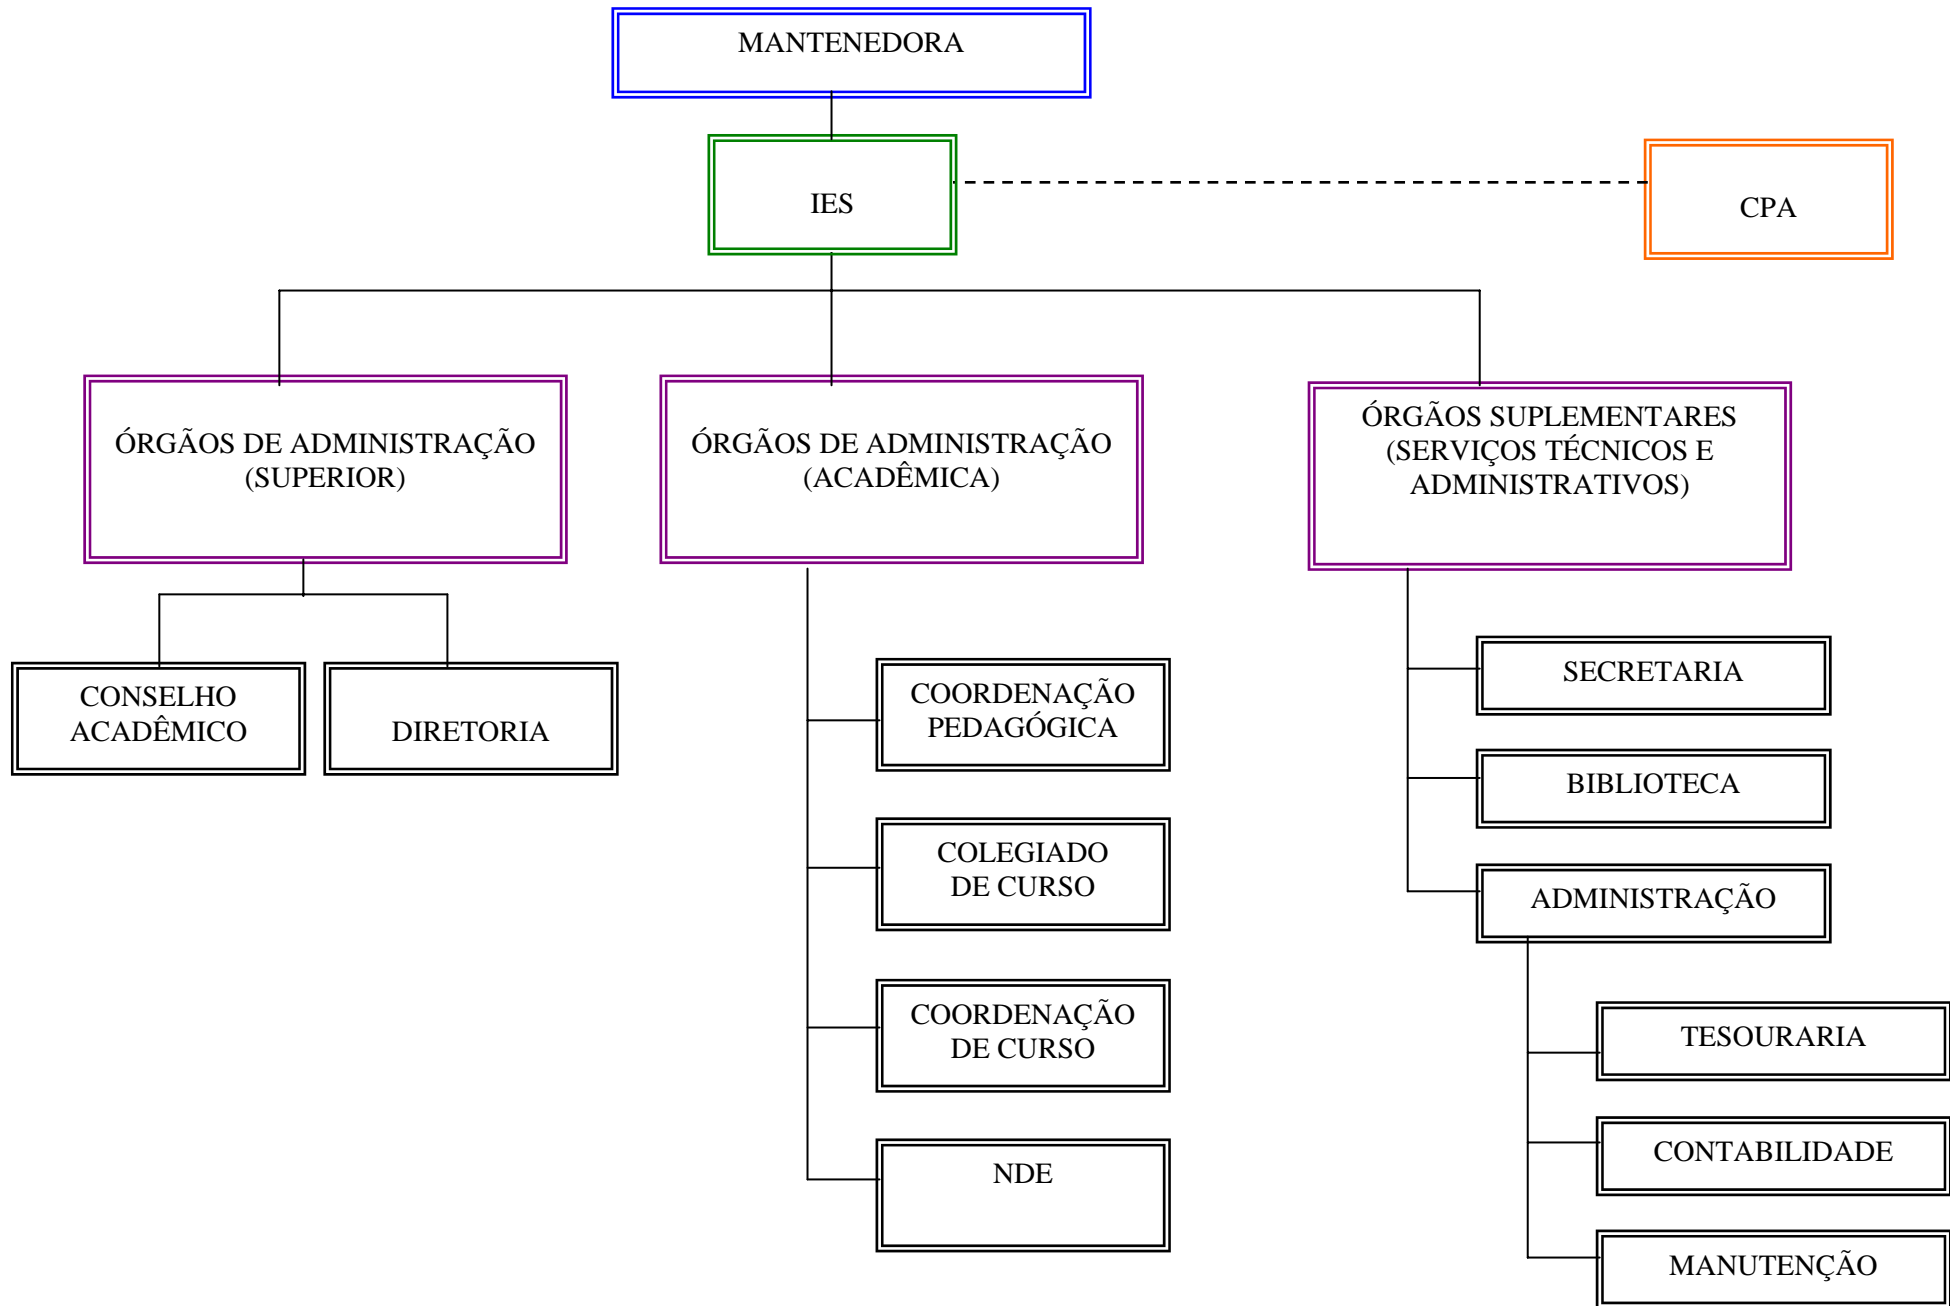 MANTENEDORA
IES
CPA
ÓRGÃOS DE ADMINISTRAÇÃO
(SUPERIOR)
ÓRGÃOS DE ADMINISTRAÇÃO
(ACADÊMICA)
ÓRGÃOS SUPLEMENTARES
(SERVIÇOS TÉCNICOS E
ADMINISTRATIVOS)
CONSELHO
ACADÊMICO
DIRETORIA
COORDENAÇÃO
PEDAGÓGICA
COLEGIADO
DE CURSO
COORDENAÇÃO
DE CURSO
NDE
SECRETARIA
BIBLIOTECA
ADMINISTRAÇÃO
TESOURARIA
CONTABILIDADE
MANUTENÇÃO